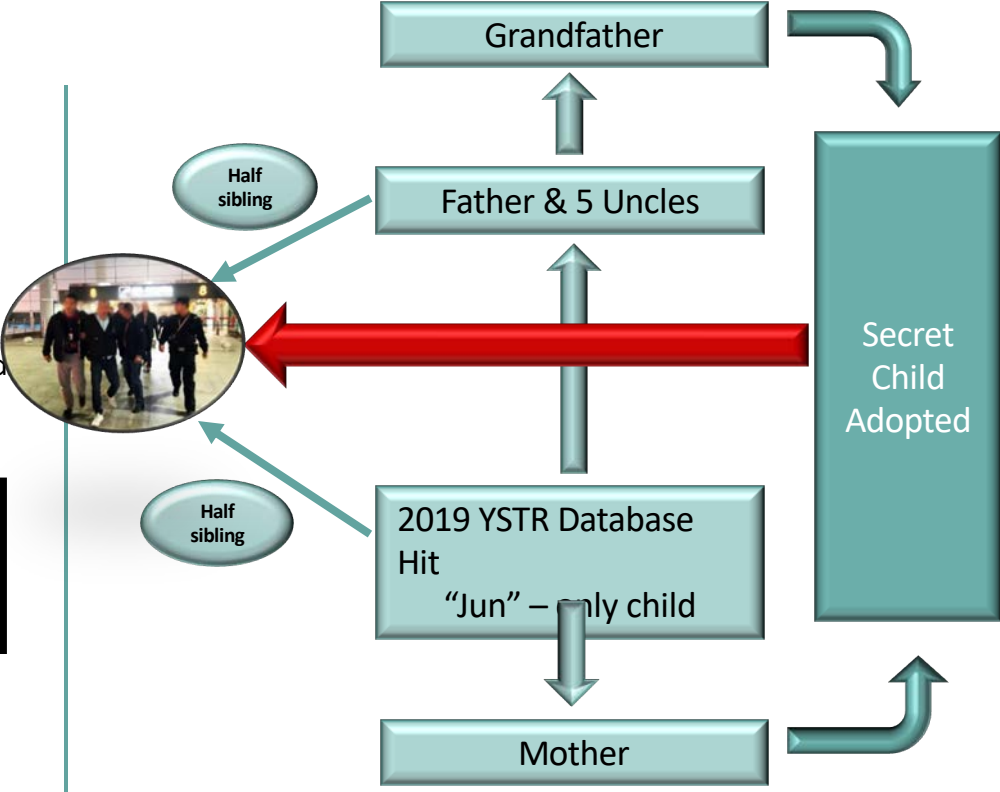 Grandfather
Half
sibling
Father & 5 Uncles
Secret
Child
Adopted
Half
sibling
2019 YSTR Database
Hit
“Jun” – only child
Mother